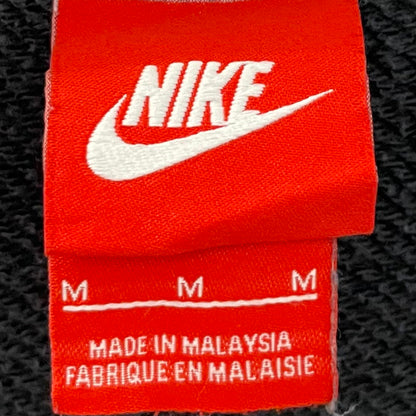 NIKE
M M M
MADE IN MALAYSIA
FABRIQUE EN MALAISIE